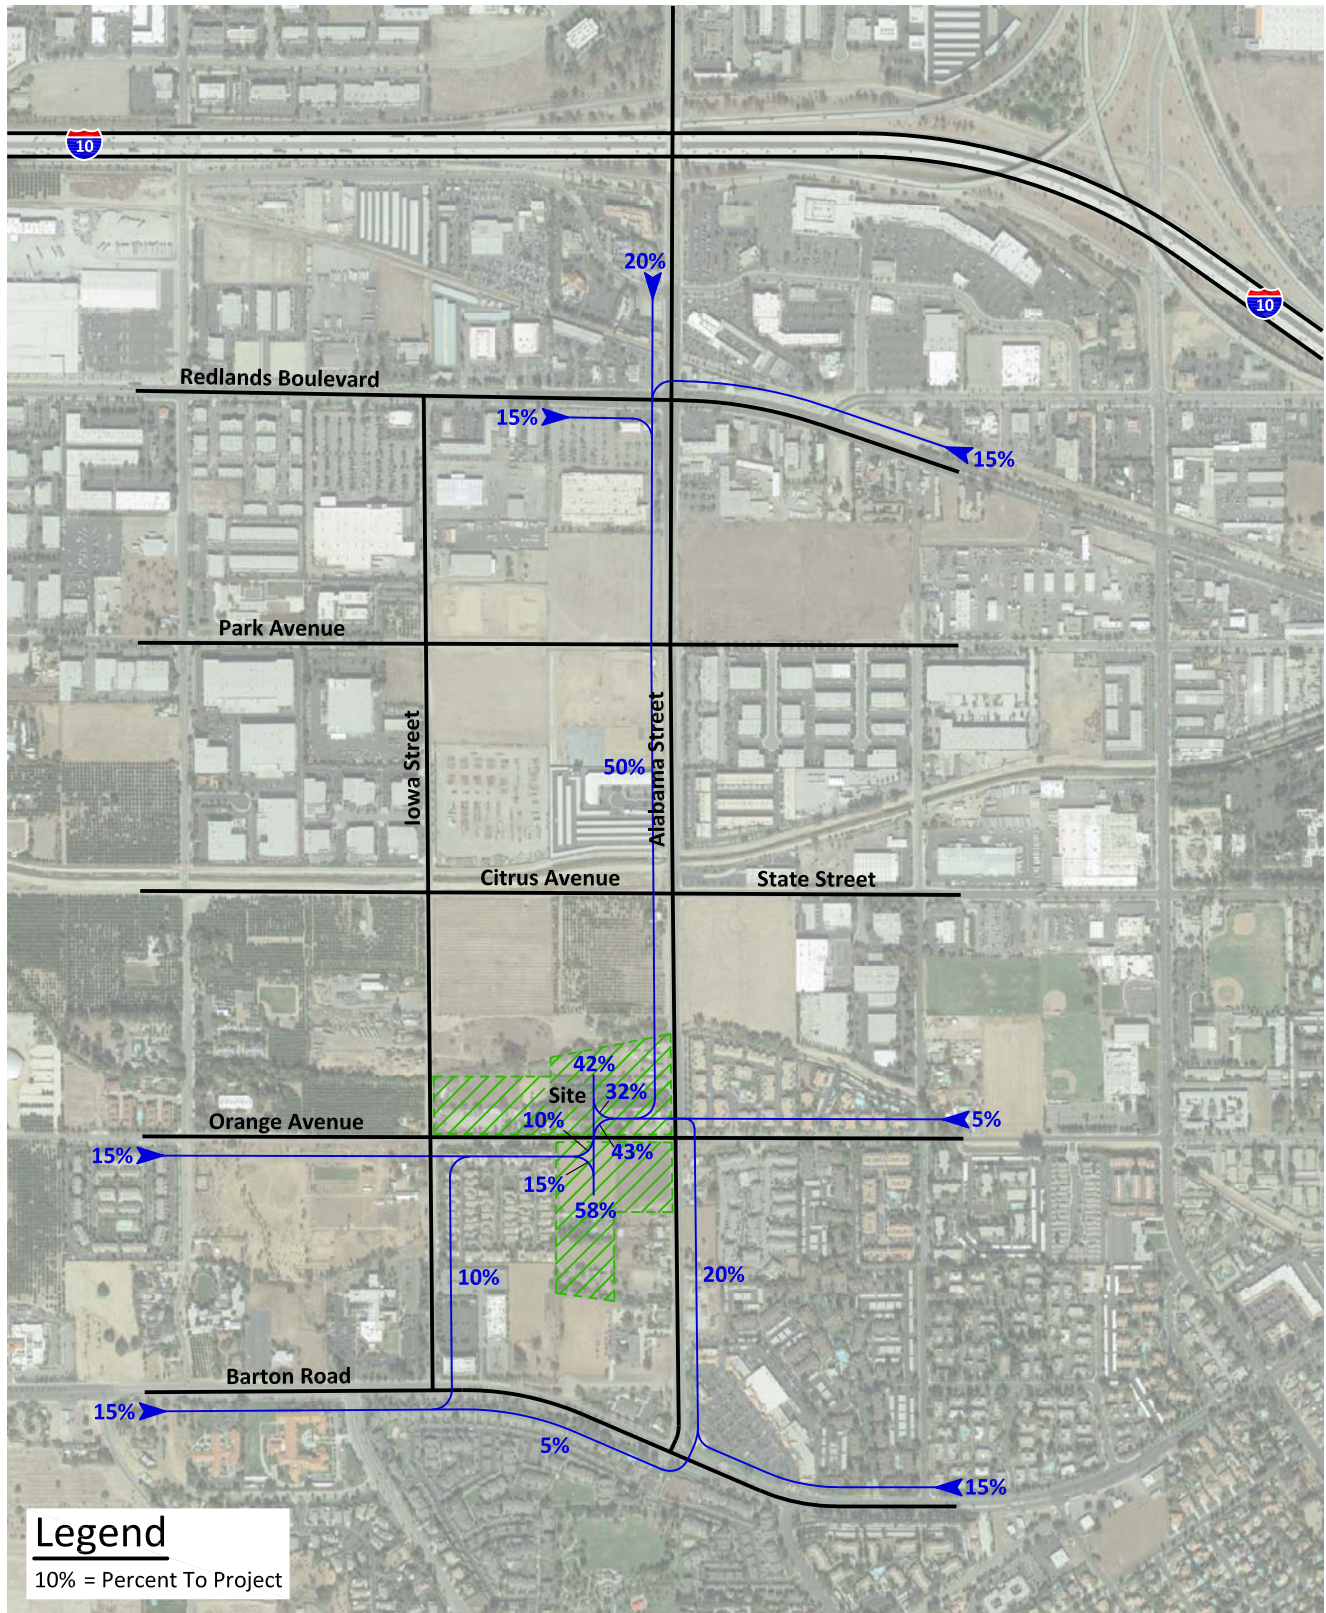 10
20%
10
Redlands Boulevard
15%
15%
Park Avenue
Iowa Street
Alabama Street
50%
Citrus Avenue
State Street
42%
Site
32%
Orange Avenue
10%
5%
15%
43%
15%
58%
10%
20%
Barton Road
15%
5%
15%
Legend
10% = Percent To Project